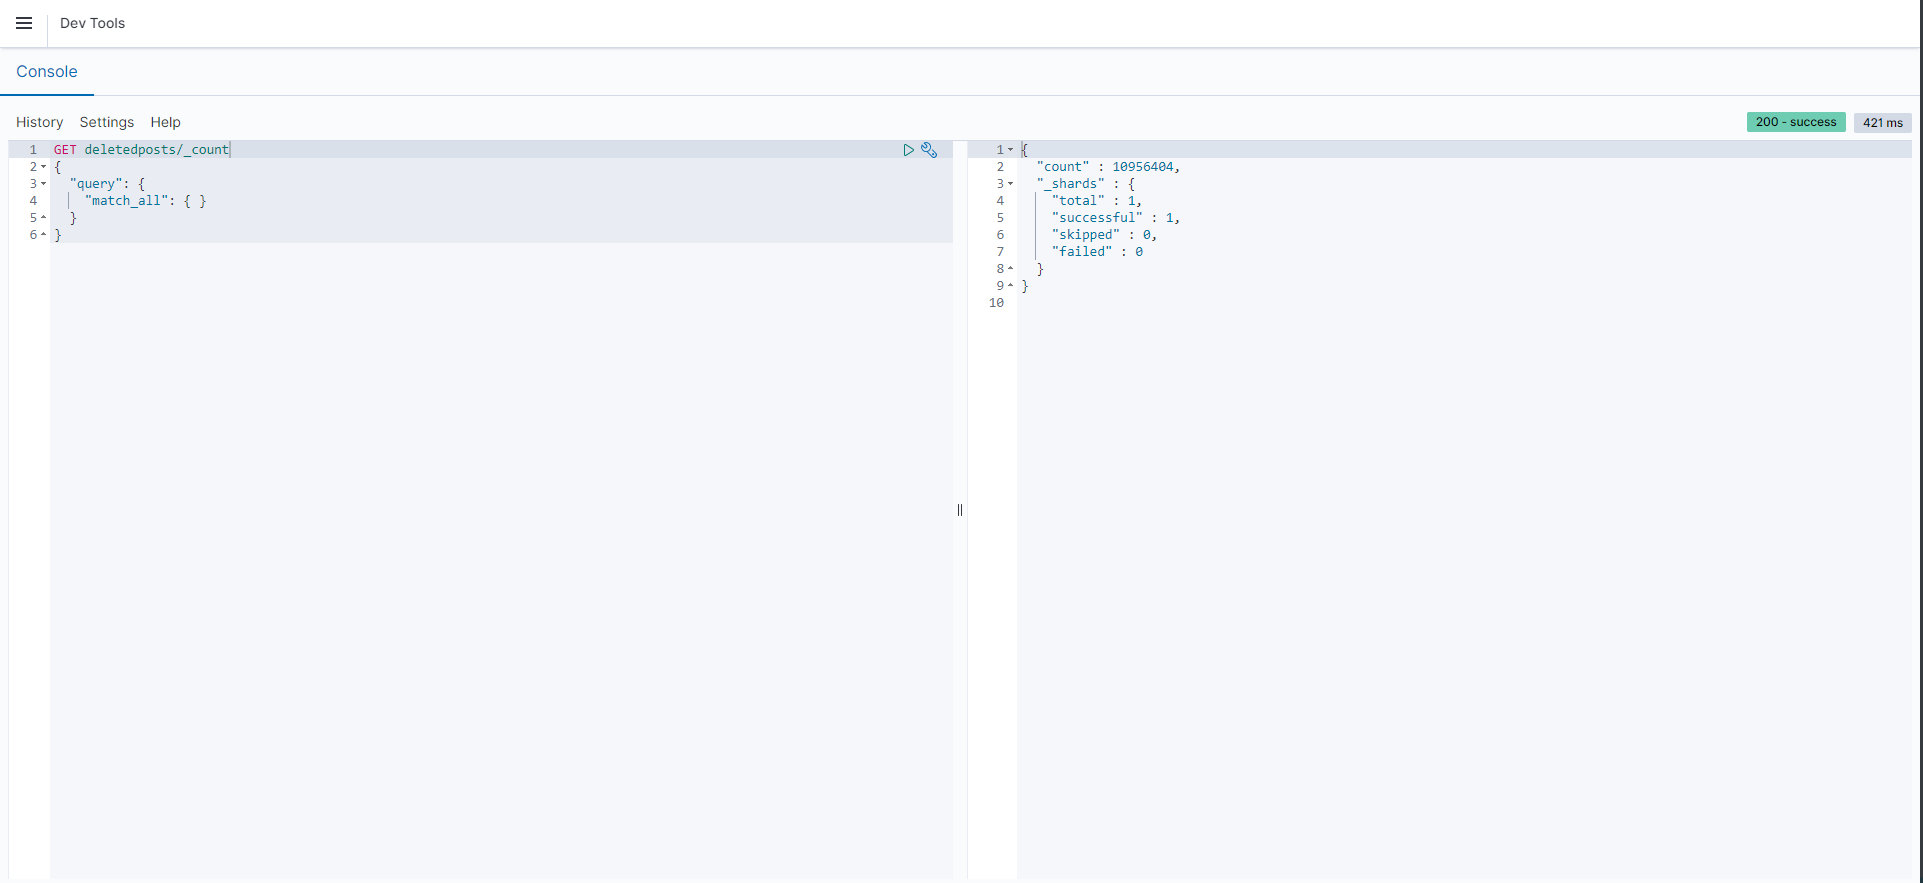 Dev Tools
Console
History Settings Help
200 - success 421 ms
1 GET deletedposts/_count
2 {
3 "query": {
4 "match_all": { }
5 }
6 }
1 {
2 "count" : 10956404,
3 "_shards" : {
4 "total" : 1,
5 "successful" : 1,
6 "skipped" : 0,
7 "failed" : 0
8 }
9 }
10